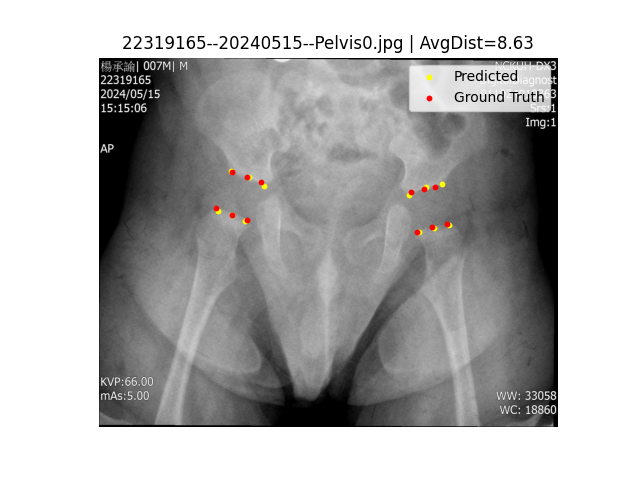 22319165--20240515--Pelvis0.jpg | AvgDist=8.63
楊承諭| 007M| M
22319165
2024/05/15
15:15:06
AP
Predicted
Ground Truth
Img:1
KVP:66.00
mAs:5.00
WW: 33058
WC: 18860